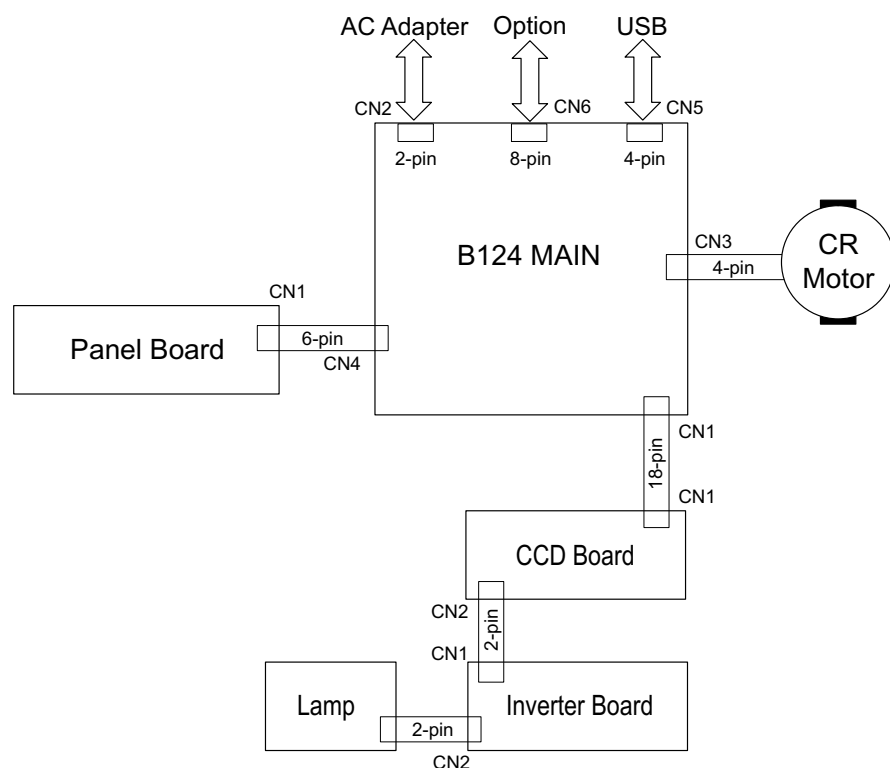 AC Adapter
Option
USB
CN2
CN6
CN5
2-pin
8-pin
4-pin
B124 MAIN
CN3
4-pin
CR
Motor
CN1
Panel Board
6-pin
CN4
CN1
18-pin
CN1
CCD Board
CN2
2-pin
CN1
Lamp
Inverter Board
2-pin
CN2